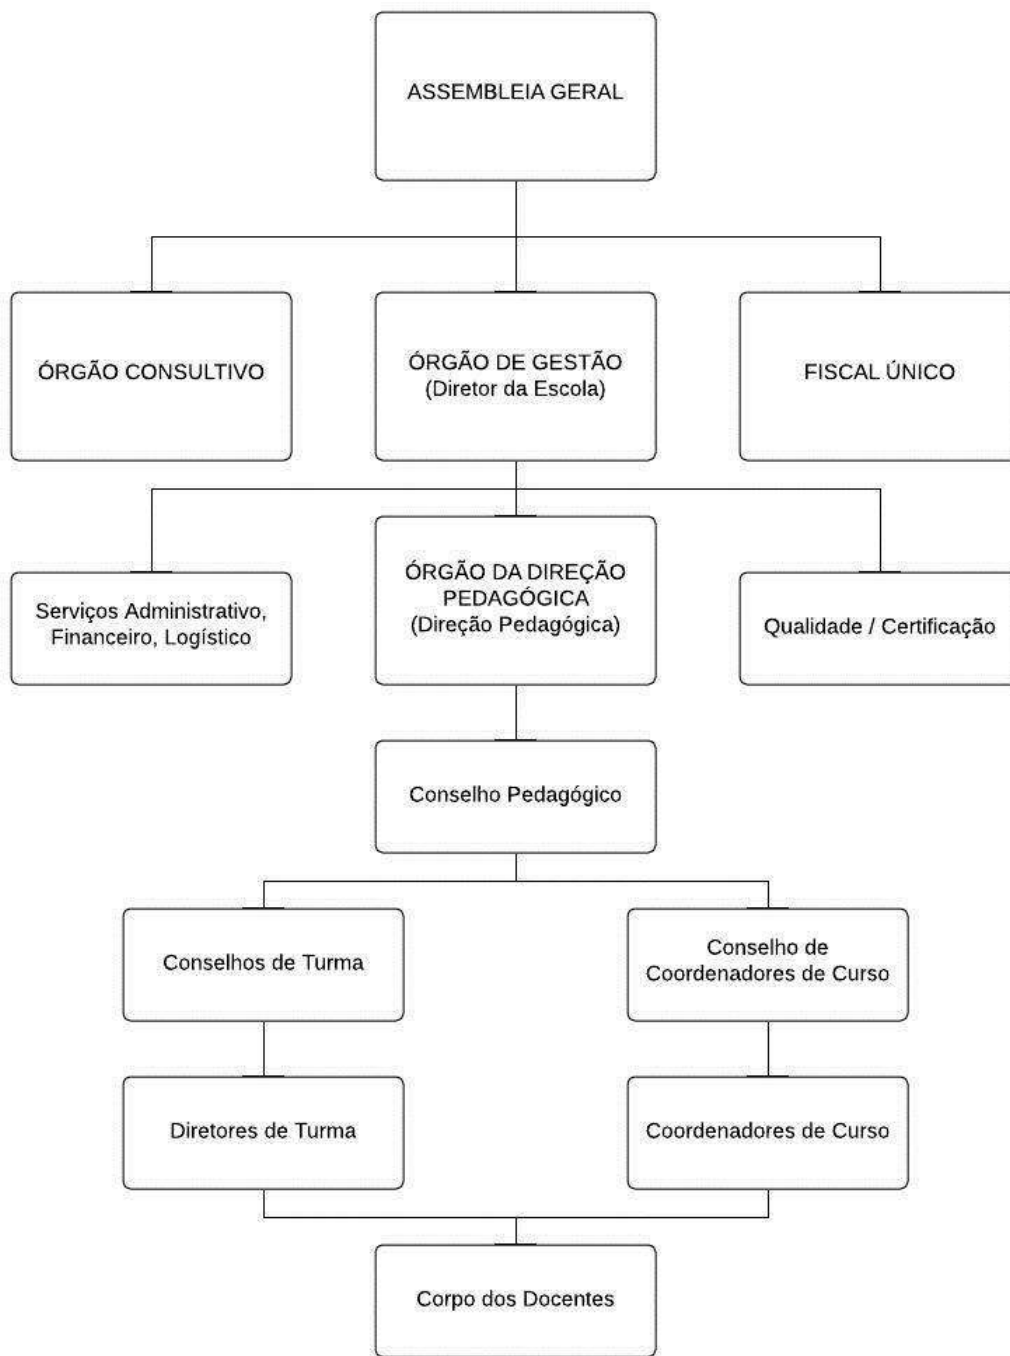 ASSEMBLEIA GERAL
ÓRGÃO CONSULTIVO
ÓRGÃO DE GESTÃO
(Diretor da Escola)
FISCAL ÚNICO
Serviços Administrativo,
Financeiro, Logístico
ÓRGÃO DA DIREÇÃO
PEDAGÓGICA
(Direção Pedagógica)
Qualidade / Certificação
Conselho Pedagógico
Conselhos de Turma
Conselho de
Coordenadores de Curso
Diretores de Turma
Coordenadores de Curso
Corpo dos Docentes